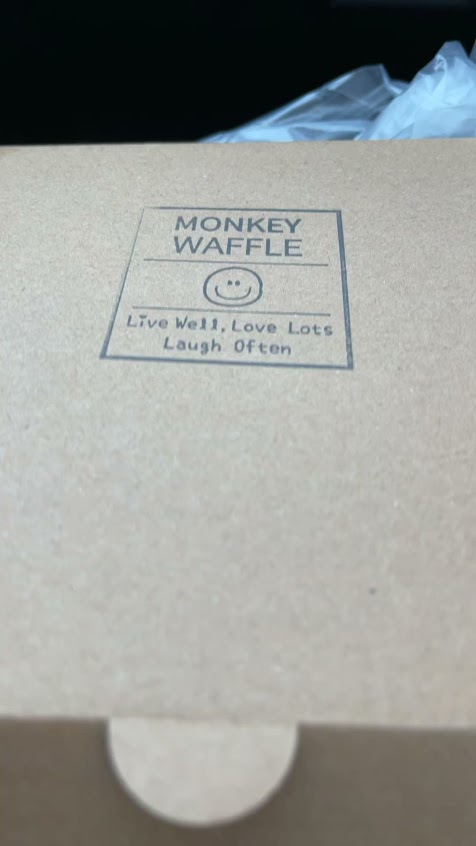 MONKEY
WAFFLE
Live Well, Love Lots
Laugh Often